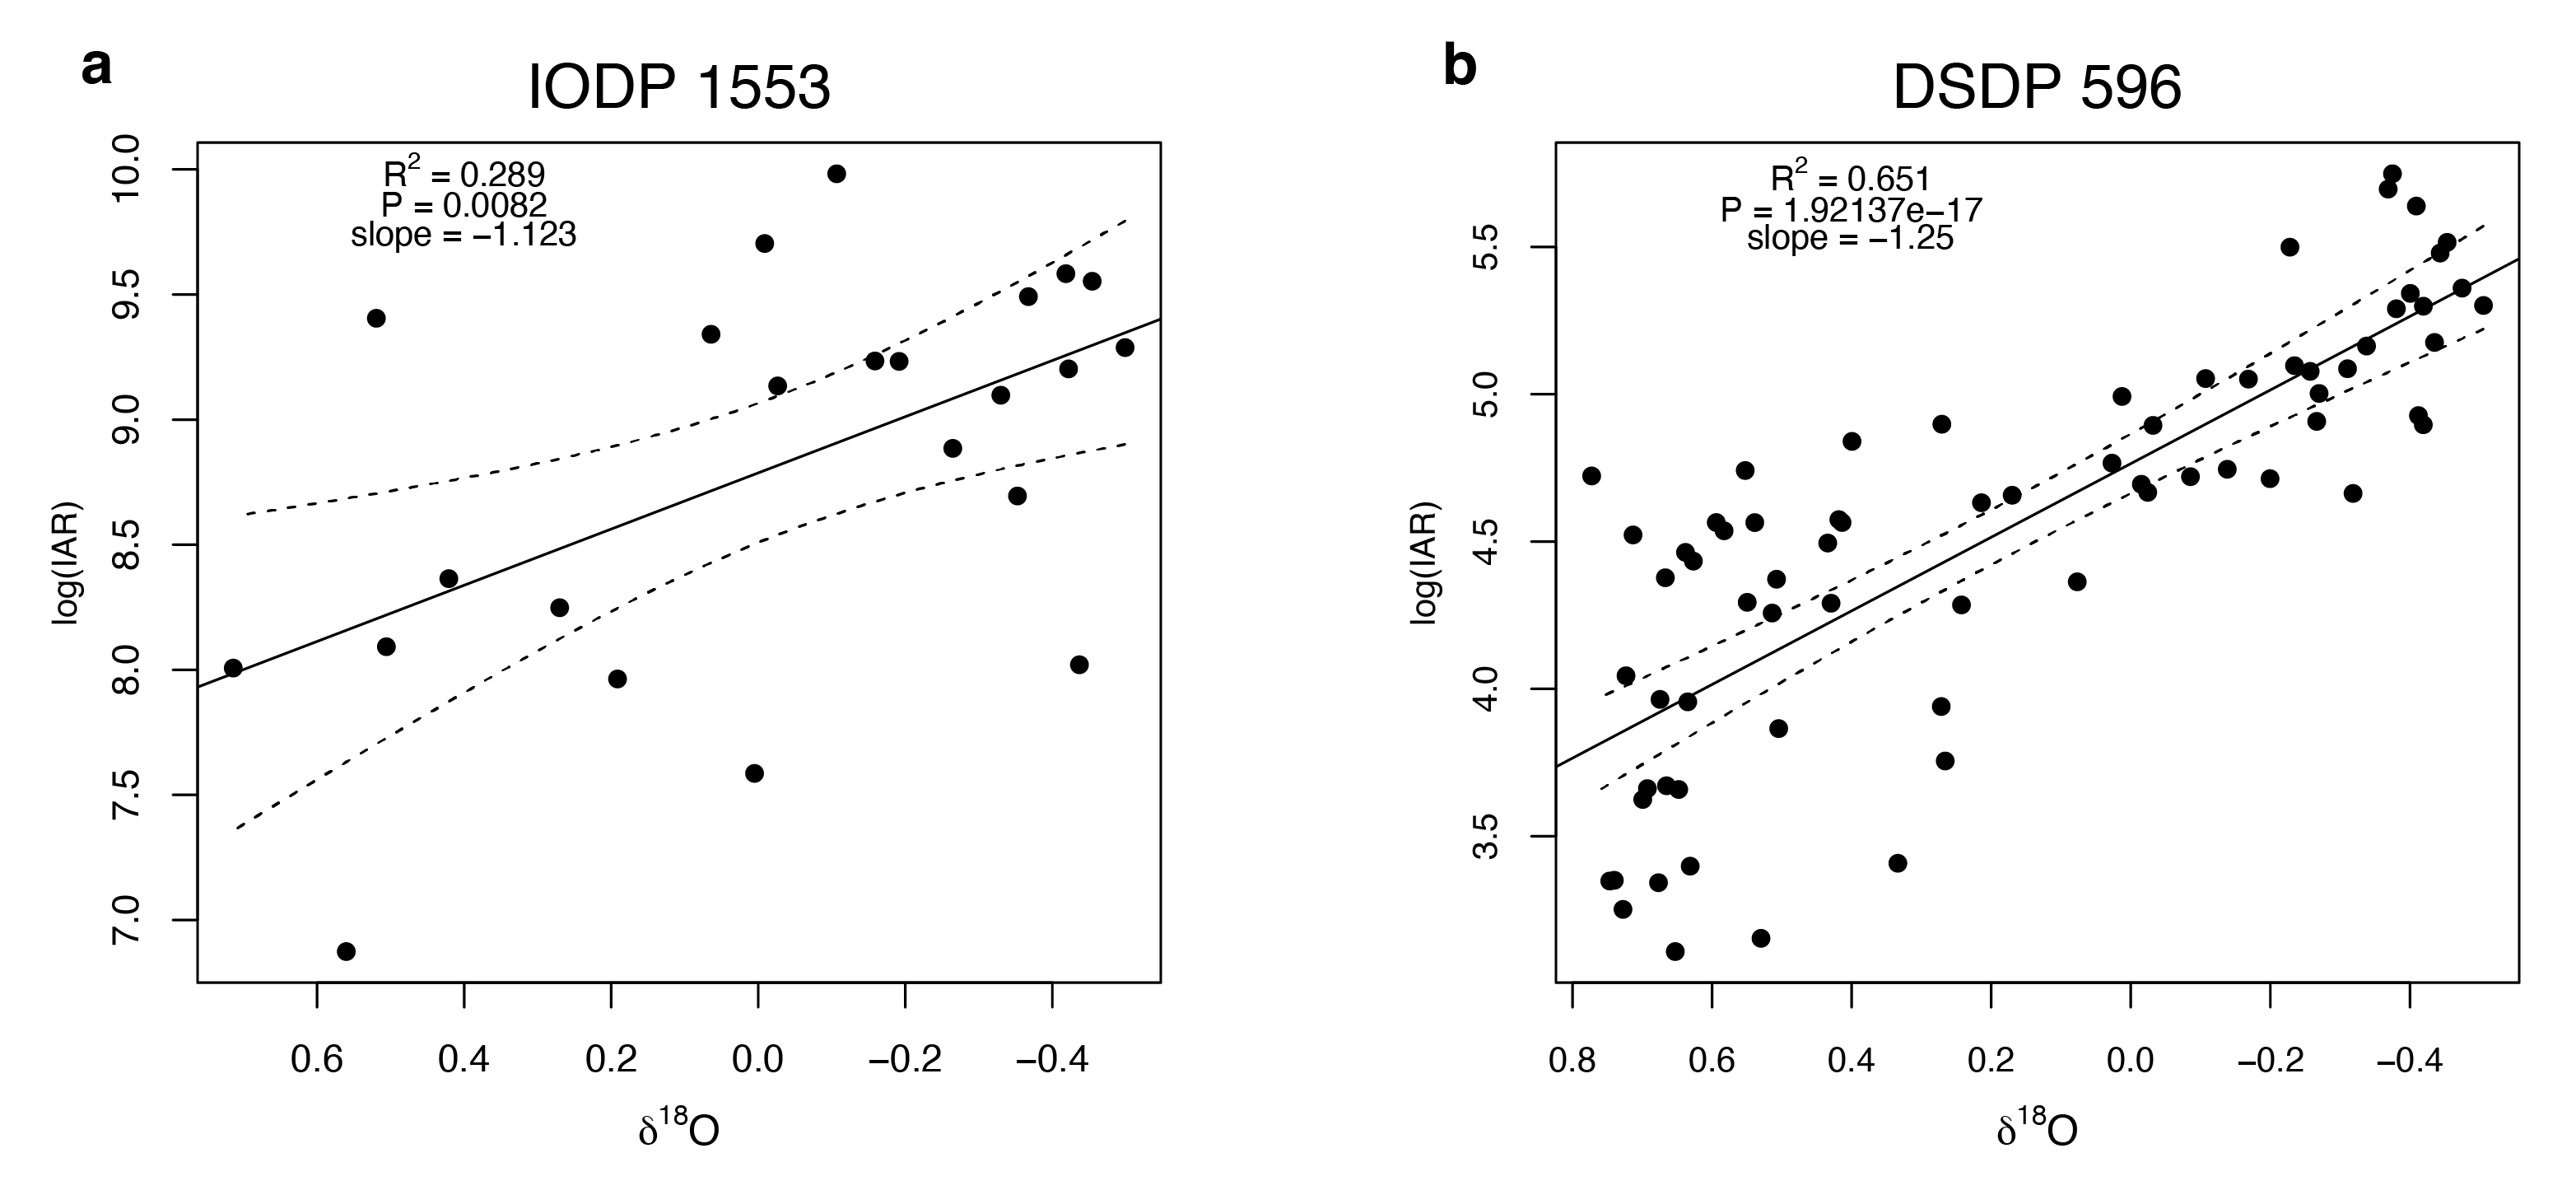 a
IODP 1553
R² = 0.289
P = 0.0082
slope = −1.123
log(IAR)
10.0
9.5
9.0
8.5
8.0
7.5
7.0
0.6 0.4 0.2 0.0 −0.2 −0.4
δ¹⁸O
b
DSDP 596
R² = 0.651
P = 1.92137e−17
slope = −1.25
log(IAR)
5.5
5.0
4.5
4.0
3.5
0.8 0.6 0.4 0.2 0.0 −0.2 −0.4
δ¹⁸O